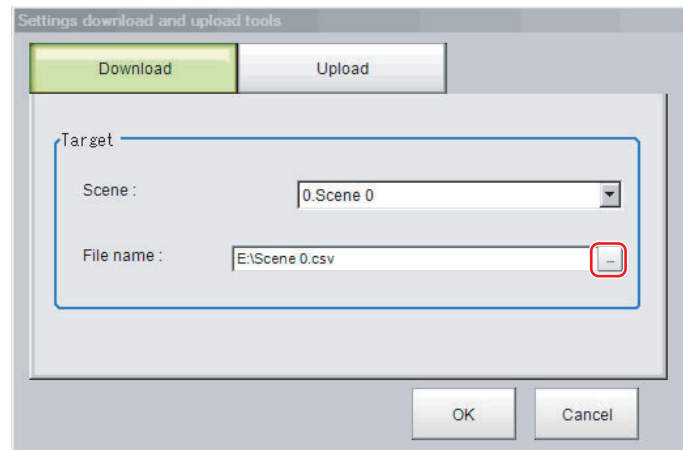 Settings download and upload tools
Download Upload
Target
Scene : 0.Scene 0
File name : E:\Scene 0.csv ...
OK Cancel